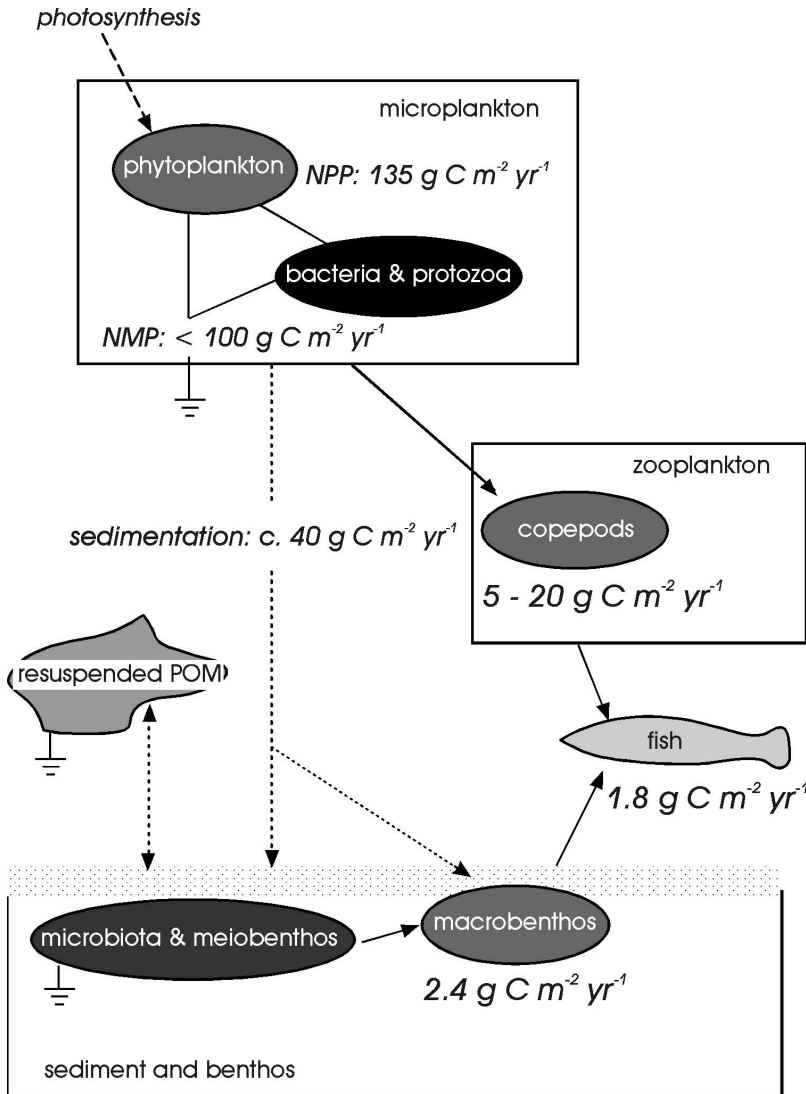 photosynthesis
microplankton
phytoplankton
NPP: 135 g C m⁻² yr⁻¹
bacteria & protozoa
NMP: < 100 g C m⁻² yr⁻¹
zooplankton
copepods
sedimentation: c. 40 g C m⁻² yr⁻¹
5 - 20 g C m⁻² yr⁻¹
resuspended POM
fish
1.8 g C m⁻² yr⁻¹
macrobenthos
microbiota & meiobenthos
2.4 g C m⁻² yr⁻¹
sediment and benthos